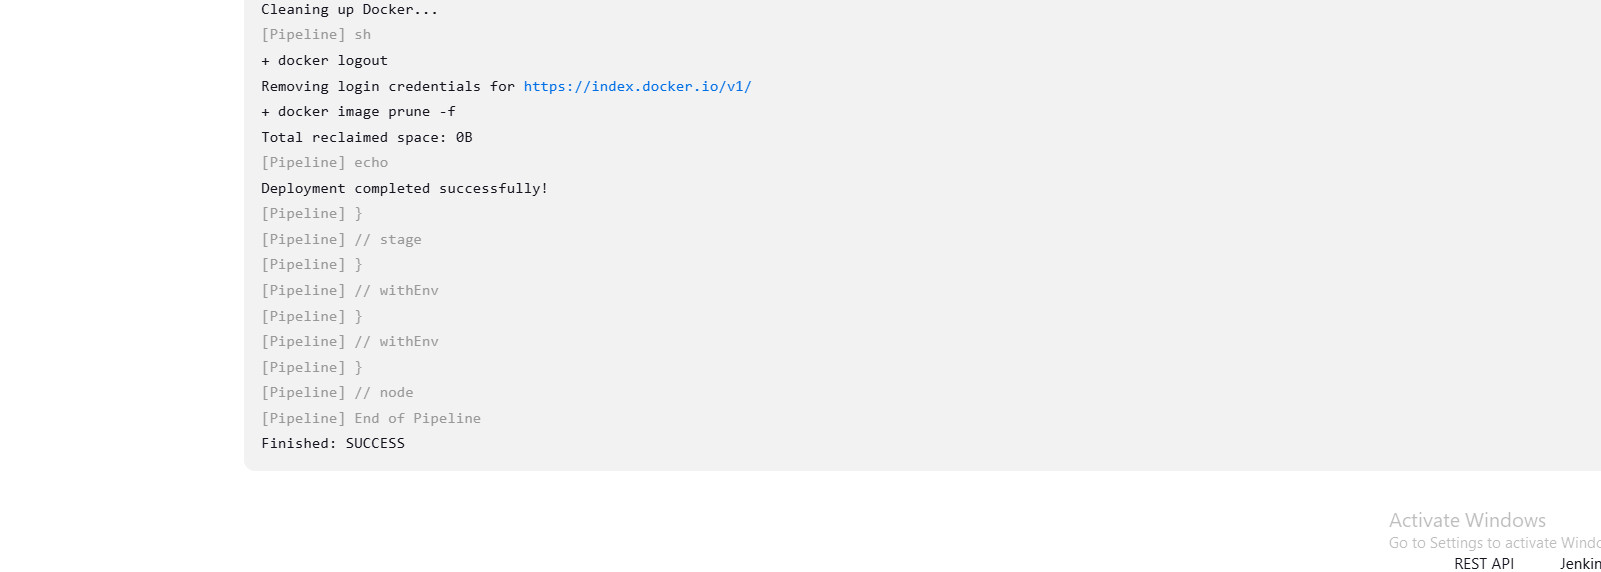 Cleaning up Docker...
[Pipeline] sh
+ docker logout
Removing login credentials for https://index.docker.io/v1/
+ docker image prune -f
Total reclaimed space: 0B
[Pipeline] echo
Deployment completed successfully!
[Pipeline] }
[Pipeline] // stage
[Pipeline] }
[Pipeline] // withEnv
[Pipeline] }
[Pipeline] // withEnv
[Pipeline] }
[Pipeline] // node
[Pipeline] End of Pipeline
Finished: SUCCESS
Activate Windows
Go to Settings to activate Windo
REST API Jenkin